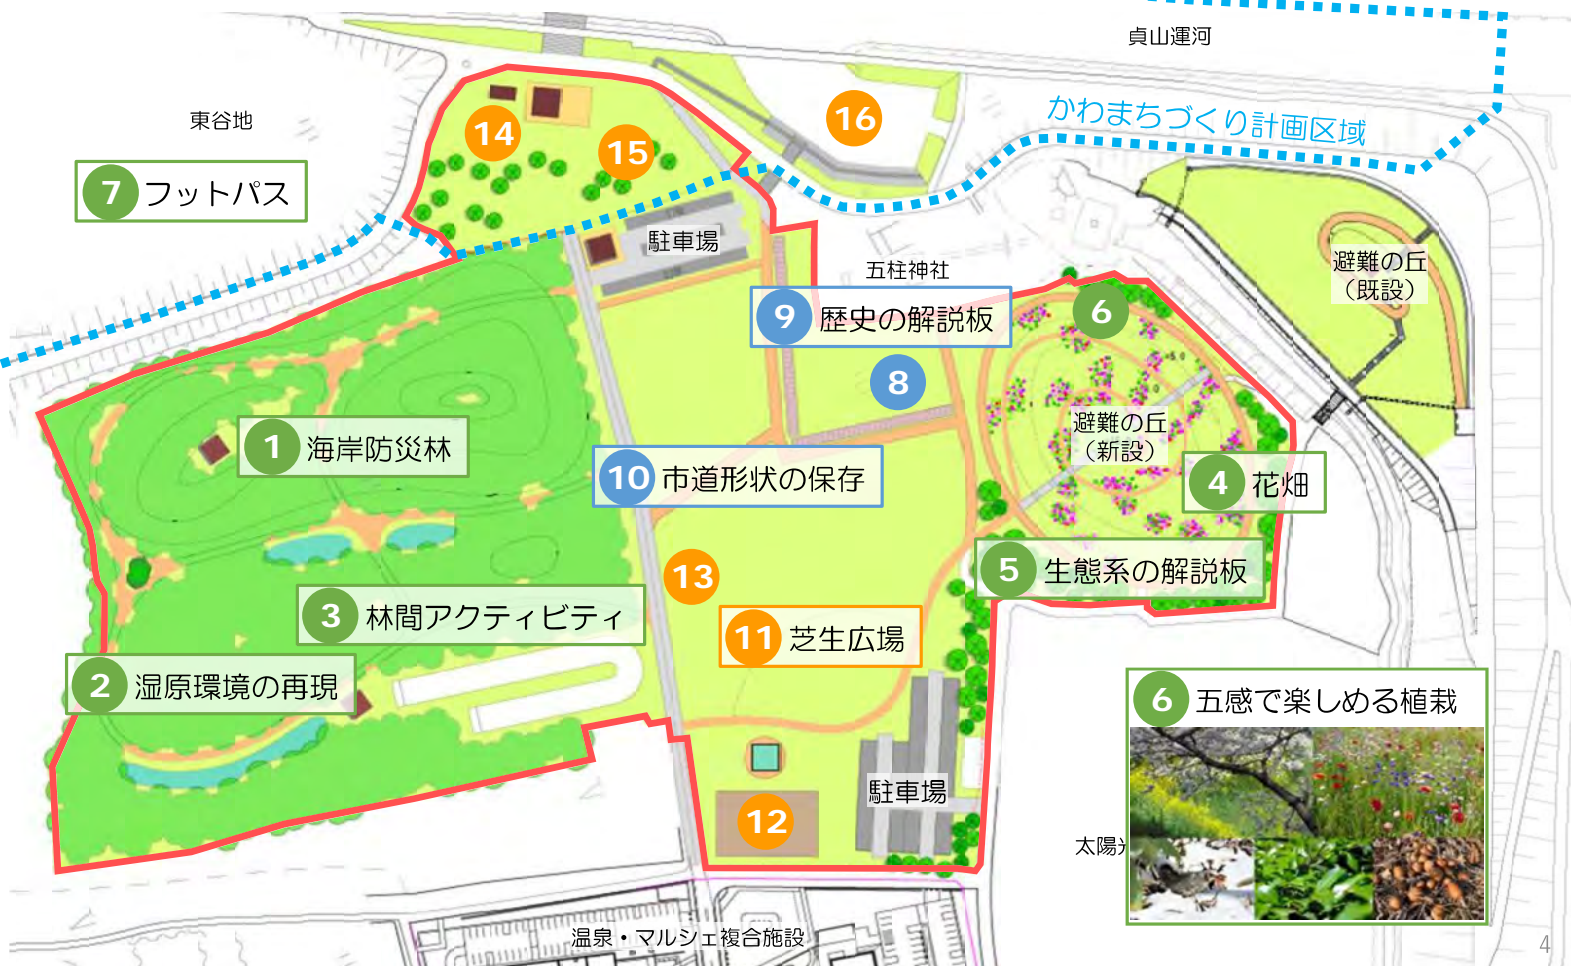 貞山運河
かわまちづくり計画区域
東谷地
16
14
15
7 フットパス
駐車場
五柱神社
避難の丘
（既設）
6
9 歴史の解説板
8
避難の丘
（新設）
1 海岸防災林
10 市道形状の保存
4 花畑
13
5 生態系の解説板
3 林間アクティビティ
11 芝生広場
2 湿原環境の再現
6 五感で楽しめる植栽
駐車場
12
太陽
温泉・マルシェ複合施設
4